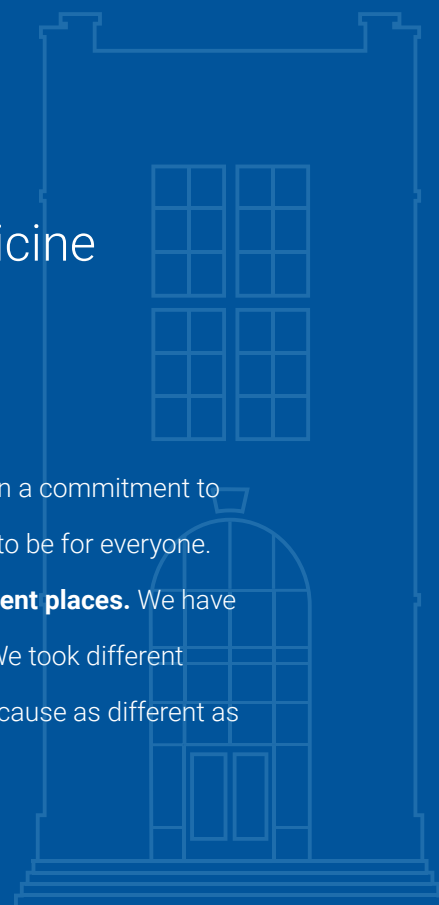 icine
n a commitment to
to be for everyone.
ent places. We have
We took different
cause as different as